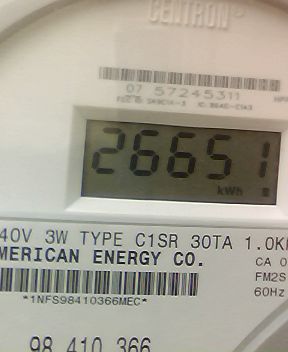 CENTRON
07 57245311
26651
kWh
40V 3W TYPE C1SR 30TA 1.0K
MERICAN ENERGY CO.
CA 0
FM2S
*1NFS98410366MEC*
60Hz
98 410 366